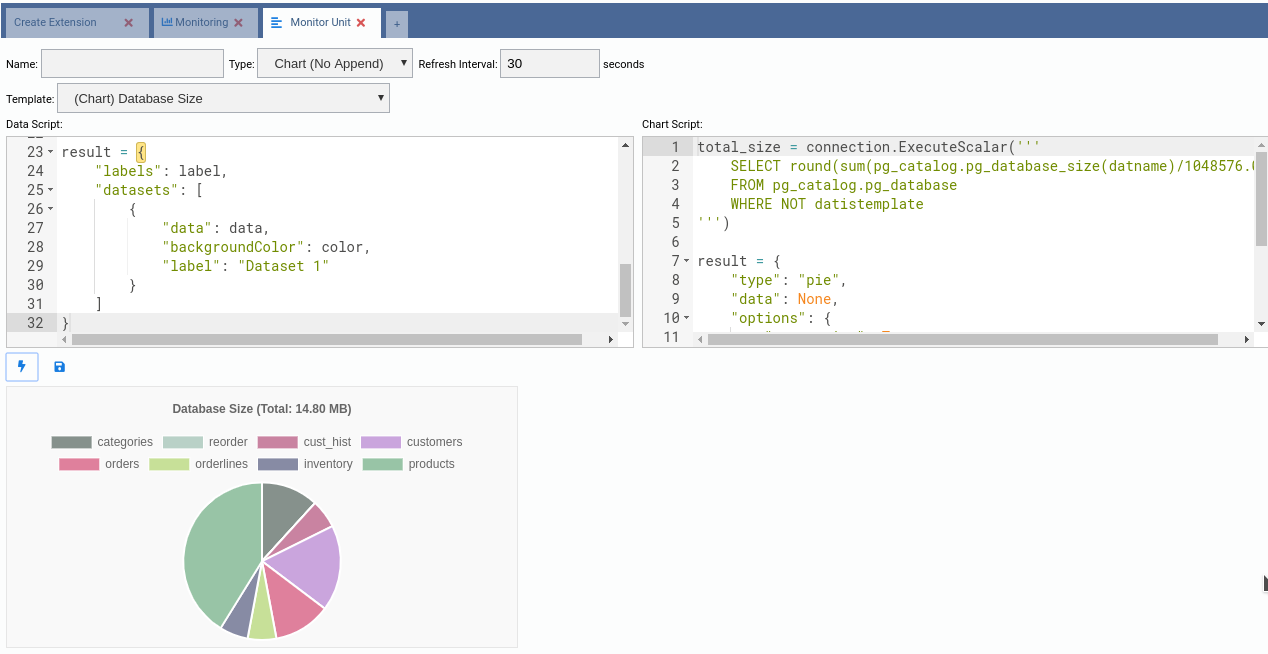 Create Extension
Monitoring
Monitor Unit
+
Name:
Type: Chart (No Append)
Refresh Interval: 30 seconds
Template: (Chart) Database Size
Data Script:
23 result = {
24 "labels": label,
25 "datasets": [
26 {
27 "data": data,
28 "backgroundColor": color,
29 "label": "Dataset 1"
30 }
31 ]
32 }
Chart Script:
1 total_size = connection.ExecuteScalar('''
2 SELECT round(sum(pg_catalog.pg_database_size(datname)/1048576.
3 FROM pg_catalog.pg_database
4 WHERE NOT datistemplate
5 ''')
6
7 result = {
8 "type": "pie",
9 "data": None,
10 "options": {
11
Database Size (Total: 14.80 MB)
categories reorder cust_hist customers
orders orderlines inventory products